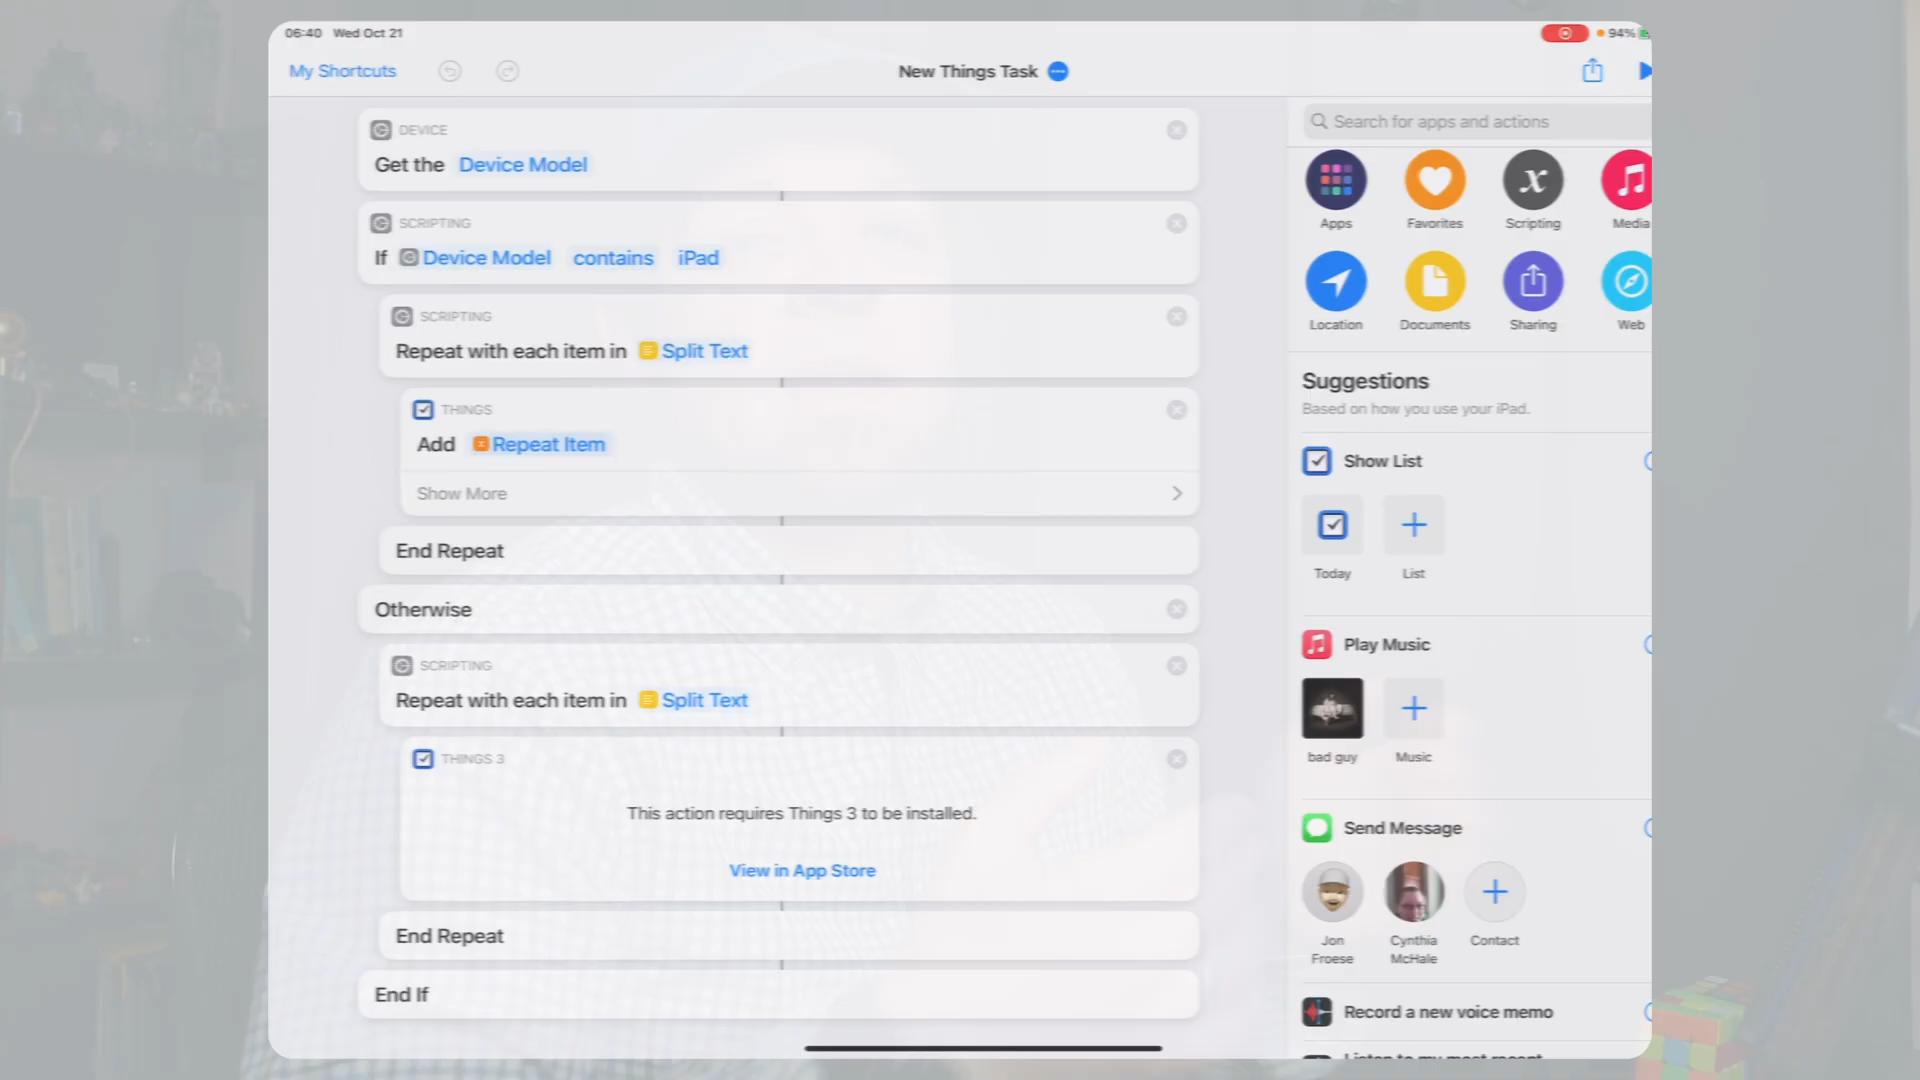 06:40 Wed Oct 21
94%
My Shortcuts
New Things Task
DEVICE
Get the Device Model
SCRIPTING
If Device Model contains iPad
SCRIPTING
Repeat with each item in Split Text
THINGS
Add Repeat Item
Show More
End Repeat
Otherwise
SCRIPTING
Repeat with each item in Split Text
THINGS 3
This action requires Things 3 to be installed.
View in App Store
End Repeat
End If
Search for apps and actions
Apps Favorites Scripting Media
Location Documents Sharing Web
Suggestions
Based on how you use your iPad.
Show List
Today List
Play Music
bad guy Music
Send Message
Jon Froese
Cynthia McHale
Contact
Record a new voice memo
Listen to my most recent